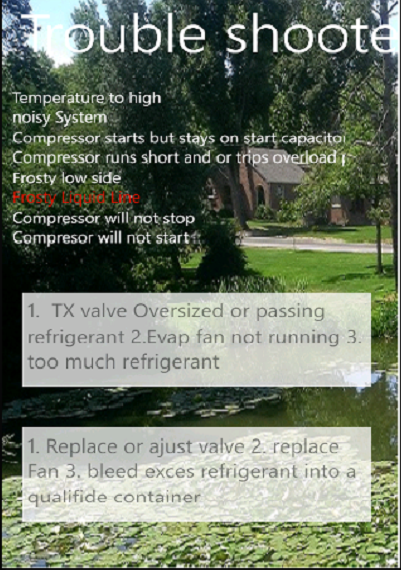 Trouble shoote
Temperature to high
noisy System
Compressor starts but stays on start capacitor
Compressor runs short and or trips overload
Frosty low side
Frosty Liquid Line
Compressor will not stop
Compresor will not start
1. TX valve Oversized or passing
refrigerant 2.Evap fan not running 3.
too much refrigerant
1. Replace or ajust valve 2. replace
Fan 3. bleed exces refrigerant into a
qualifide container